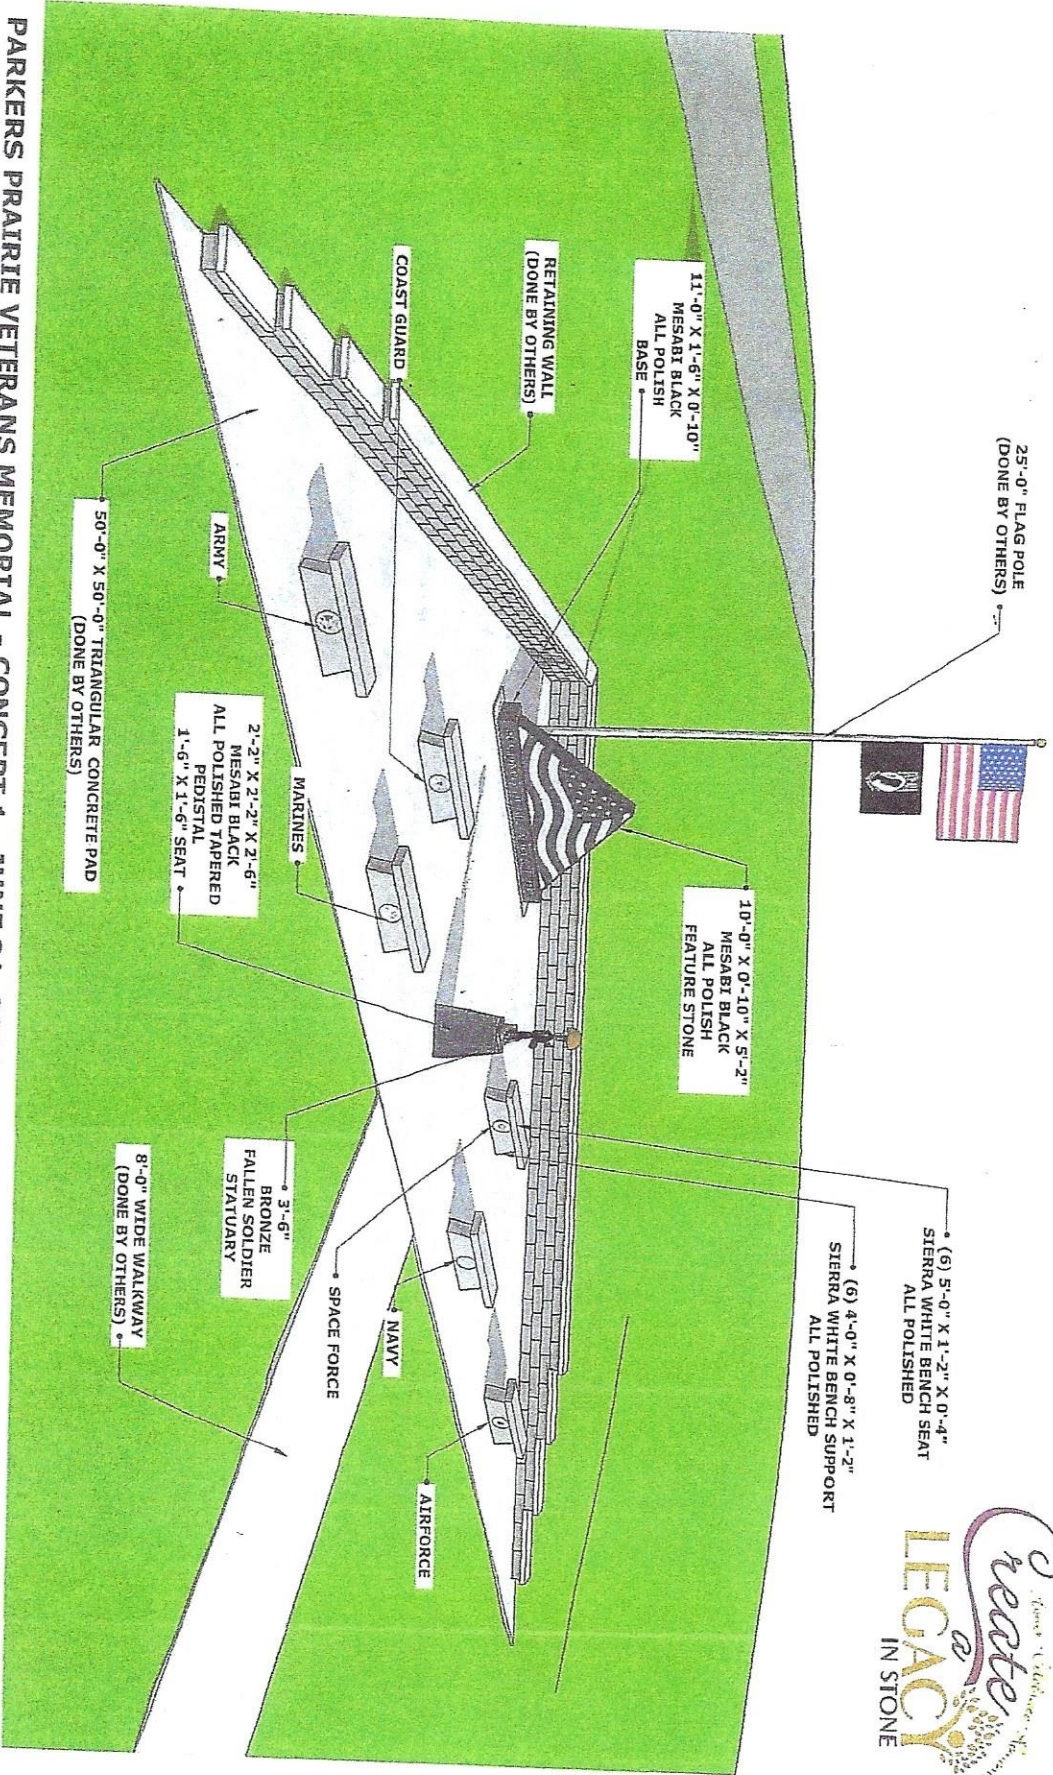 25'-0" FLAG POLE
(DONE BY OTHERS)
Create
a
LEGACY
IN STONE
(6) 5'-0" X 1'-2" X 0'-4"
SIERRA WHITE BENCH SEAT
ALL POLISHED
(6) 4'-0" X 0'-8" X 1'-2"
SIERRA WHITE BENCH SUPPORT
ALL POLISHED
11'-0" X 1'-6" X 0'-10"
MESABI BLACK
ALL POLISH
BASE
10'-0" X 0'-10" X 5'-2"
MESABI BLACK
ALL POLISH
FEATURE STONE
RETAINING WALL
(DONE BY OTHERS)
COAST GUARD
ARMY
MARINES
SPACE FORCE
NAVY
AIRFORCE
2'-2" X 2'-2" X 2'-6"
MESABI BLACK
ALL POLISHED TAPERED
PEDISTAL
1'-6" X 1'-6" SEAT
3'-6"
BRONZE
FALLEN SOLDIER
STATUARY
8'-0" WIDE WALKWAY
(DONE BY OTHERS)
50'-0" X 50'-0" TRIANGULAR CONCRETE PAD
(DONE BY OTHERS)
PARKERS PRAIRIE VETERANS MEMORIAL - CONCEPT 1